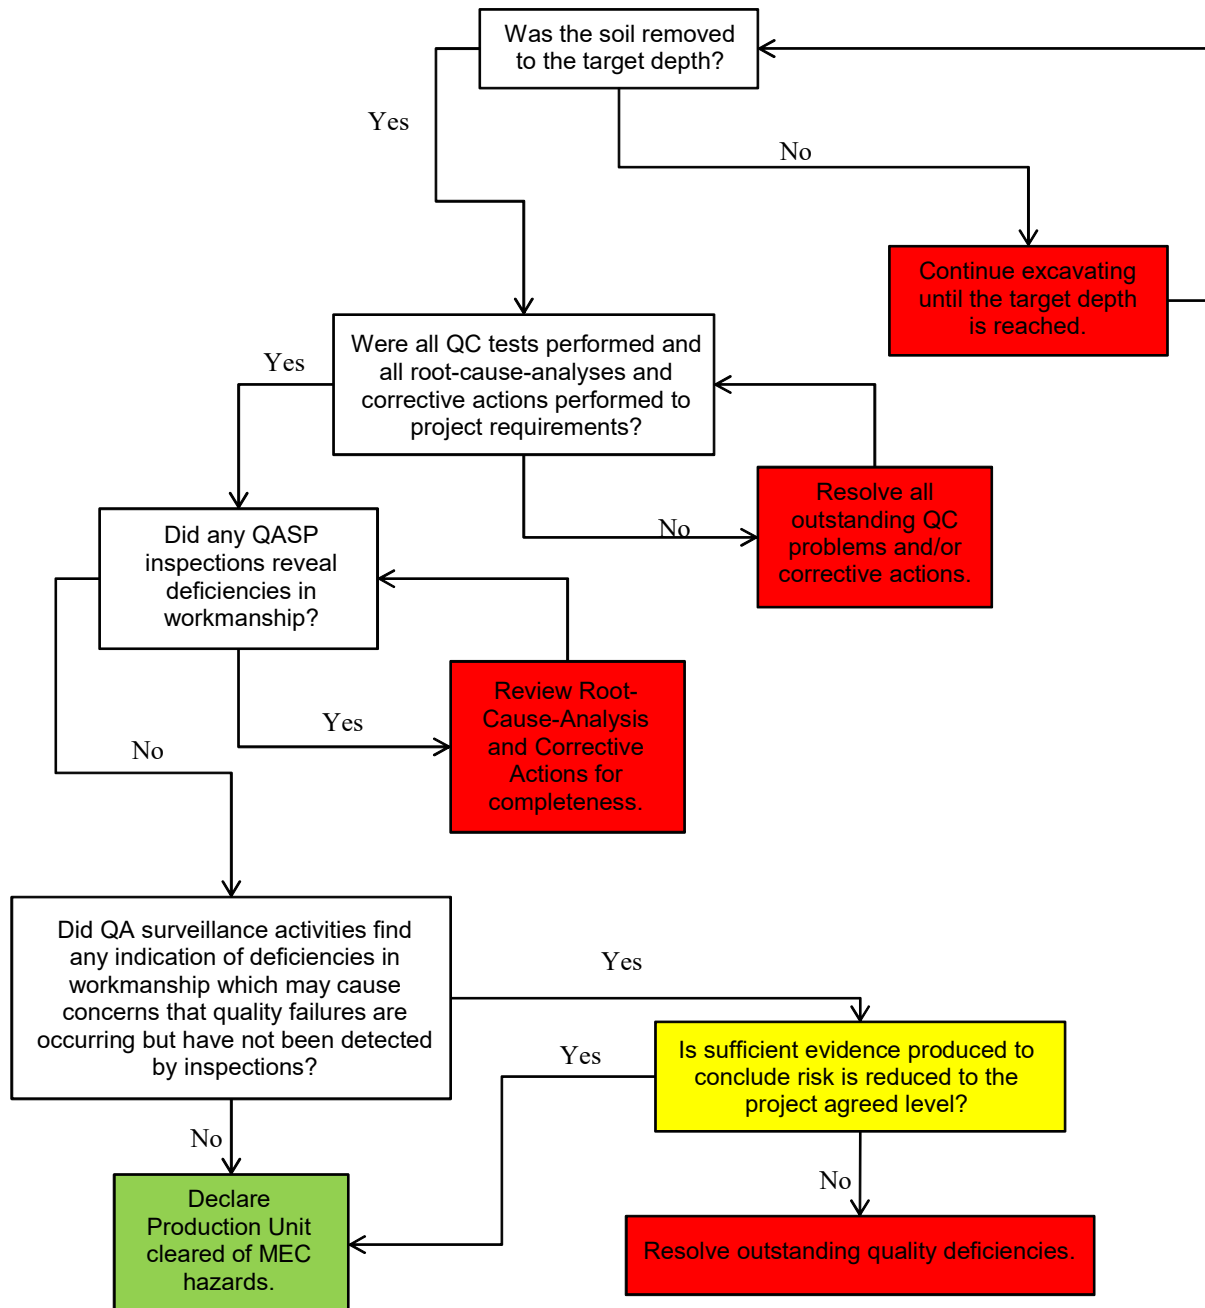 Was the soil removed
to the target depth?
Yes
No
Continue excavating
until the target depth
is reached.
Were all QC tests performed and
all root-cause-analyses and
corrective actions performed to
project requirements?
Yes
No
Resolve all
outstanding QC
problems and/or
corrective actions.
Did any QASP
inspections reveal
deficiencies in
workmanship?
Yes
No
Review Root-
Cause-Analysis
and Corrective
Actions for
completeness.
Did QA surveillance activities find
any indication of deficiencies in
workmanship which may cause
concerns that quality failures are
occurring but have not been detected
by inspections?
Yes
Is sufficient evidence produced to
conclude risk is reduced to the
project agreed level?
Yes
No
No
Declare
Production Unit
cleared of MEC
hazards.
Resolve outstanding quality deficiencies.